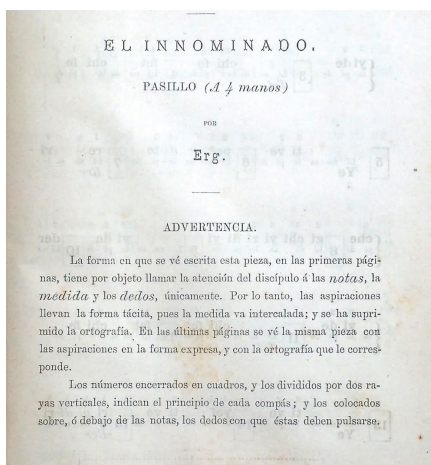 EL INNOMINADO.
PASILLO (A 4 manos)
POR
Erg.
ADVERTENCIA.
La forma en que se vé escrita esta pieza, en las primeras pági-
nas, tiene por objeto llamar la atención del discípulo á las notas, la
medida y los dedos, únicamente. Por lo tanto, las aspiraciones
llevan la forma tácita, pues la medida va intercalada; y se ha supri-
mido la ortografía. En las últimas páginas se vé la misma pieza con
las aspiraciones en la forma expresa, y con la ortografía que le corres-
ponde.
Los números encerrados en cuadros, y los divididos por dos ra-
yas verticales, indican el principio de cada compás; y los colocados
sobre, ó debajo de las notas, los dedos con que éstas deben pulsarse.